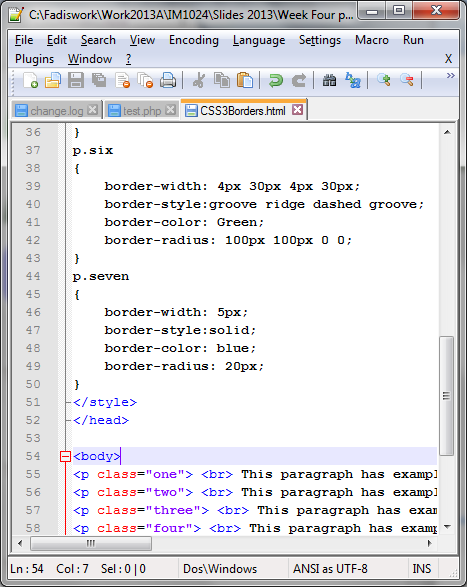 C:\Fadiswork\Work2013A\IM1024\Slides 2013\Week Four p...
File Edit Search View Encoding Language Settings Macro Run
Plugins Window ? X
change.log test.php CSS3Borders.html
36 }
37 p.six
38 {
39 border-width: 4px 30px 4px 30px;
40 border-style:groove ridge dashed groove;
41 border-color: Green;
42 border-radius: 100px 100px 0 0;
43 }
44 p.seven
45 {
46 border-width: 5px;
47 border-style:solid;
48 border-color: blue;
49 border-radius: 20px;
50 }
51 </style>
52 </head>
53
54 <body>
55 <p class="one"> <br> This paragraph has exampl
56 <p class="two"> <br> This paragraph has exampl
57 <p class="three"> <br> This paragraph has exam
58 <p class="four"> <br> This paragraph has examp
Ln : 54 Col : 7 Sel : 0 | 0 Dos\Windows ANSI as UTF-8 INS